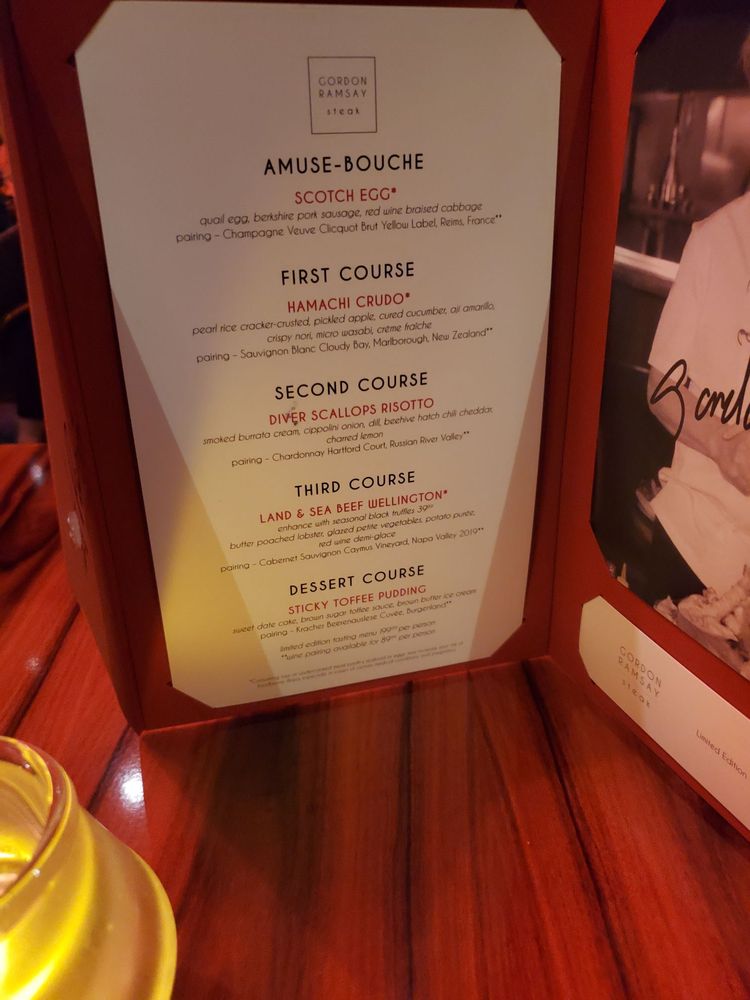 GORDON
RAMSAY
steak
AMUSE-BOUCHE
SCOTCH EGG*
quail egg, berkshire pork sausage, red wine braised cabbage
pairing – Champagne Veuve Clicquot Brut Yellow Label, Reims, France**
FIRST COURSE
HAMACHI CRUDO*
pearl rice cracker-crusted, pickled apple, cured cucumber, aji amarillo,
crispy nori, micro wasabi, crème fraîche
pairing – Sauvignon Blanc Cloudy Bay, Marlborough, New Zealand**
SECOND COURSE
DIVER SCALLOPS RISOTTO
smoked burrata cream, cippolini onion, dill, beehive hatch chili cheddar,
charred lemon
pairing – Chardonnay Hartford Court, Russian River Valley**
THIRD COURSE
LAND & SEA BEEF WELLINGTON*
enhance with seasonal black truffles 39⁹⁵
butter poached lobster, glazed petite vegetables, potato purée,
red wine demi-glace
pairing – Cabernet Sauvignon Caymus Vineyard, Napa Valley 2019**
DESSERT COURSE
STICKY TOFFEE PUDDING
sweet date cake, brown sugar toffee sauce, brown butter ice cream
pairing – Kracher Beerenauslese Cuvée, Burgenland**
limited edition tasting menu 199⁹⁵ per person
**wine pairing available for 89⁹⁵ per person
GORDON
RAMSAY
steak
Limited Edition